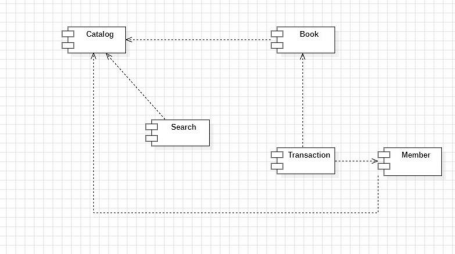 Catalog
Book
Search
Transaction
Member